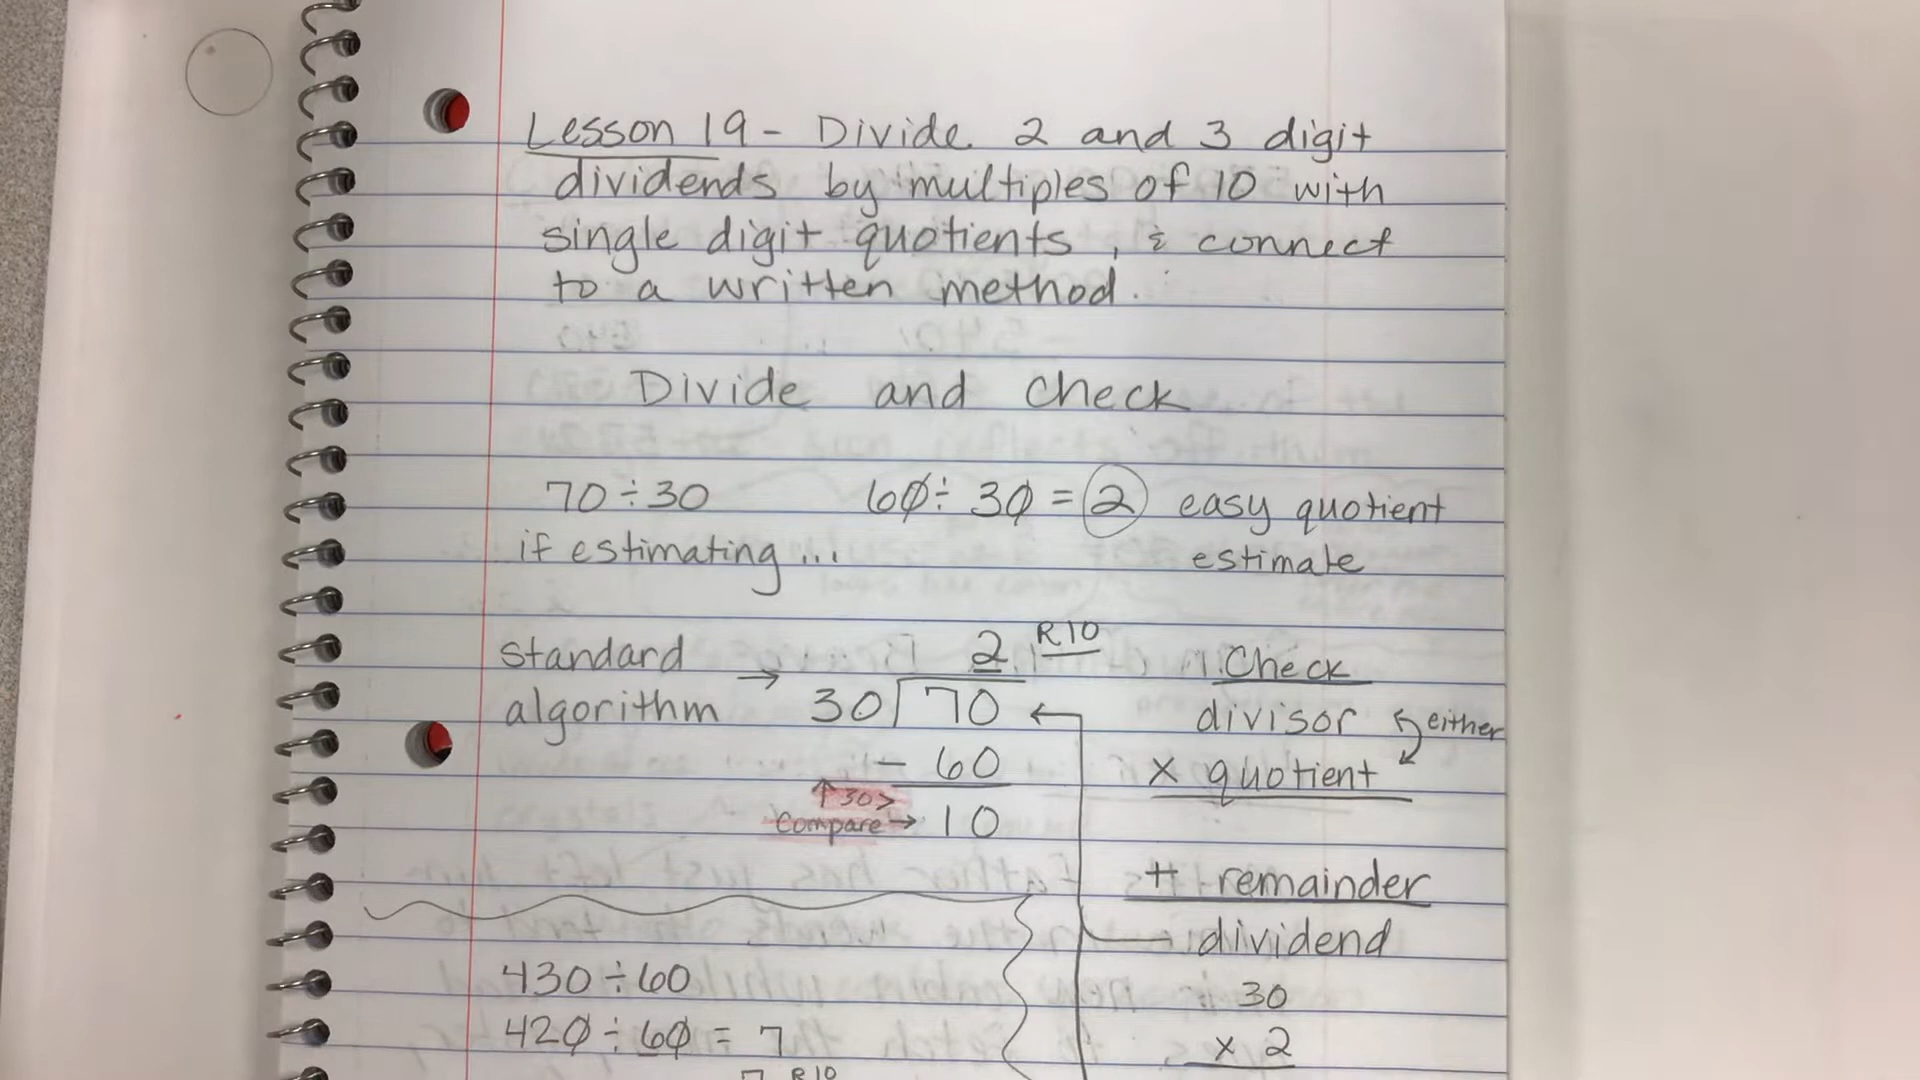 Lesson 19 - Divide 2 and 3 digit
dividends by multiples of 10 with
single digit quotients, & connect
to a written method.
Divide and Check
70 ÷ 30 60 ÷ 30 = 2 easy quotient
if estimating... estimate
standard
algorithm →
2 R10
30 70
- 60
↑ 30 >
Compare → 10
Check
divisor either
x quotient
+ remainder
dividend
30
x 2
430 ÷ 60
420 ÷ 60 = 7
7 R10